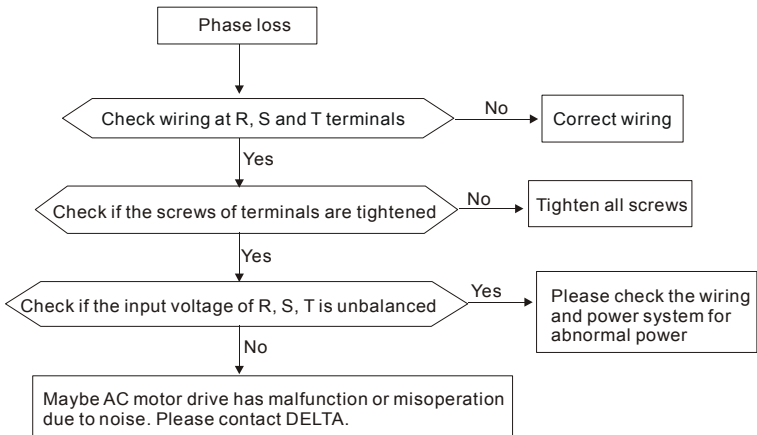 Phase loss
Check wiring at R, S and T terminals
No
Correct wiring
Yes
Check if the screws of terminals are tightened
No
Tighten all screws
Yes
Check if the input voltage of R, S, T is unbalanced
Yes
Please check the wiring
and power system for
abnormal power
No
Maybe AC motor drive has malfunction or misoperation
due to noise. Please contact DELTA.